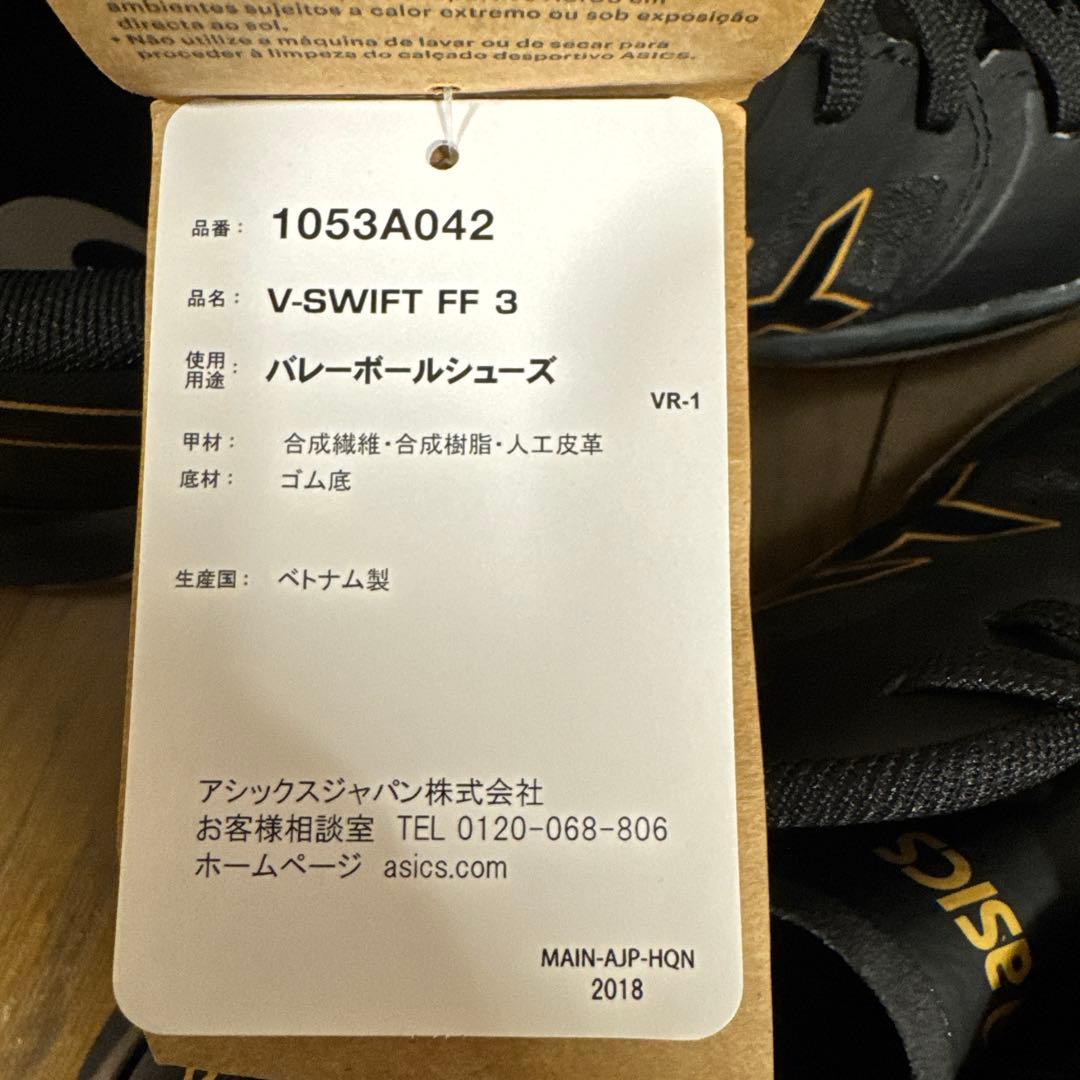 ambientes sujeitos a calor extremo ou sob exposição
directa ao sol.
• Não utilize a máquina de lavar ou de secar para
proceder à limpeza do calçado desportivo ASICS.
品番： 1053A042
品名： V-SWIFT FF 3
使用用途： バレーボールシューズ
VR-1
甲材： 合成繊維・合成樹脂・人工皮革
底材： ゴム底
生産国： ベトナム製
アシックスジャパン株式会社
お客様相談室 TEL 0120-068-806
ホームページ asics.com
MAIN-AJP-HQN
2018
asics